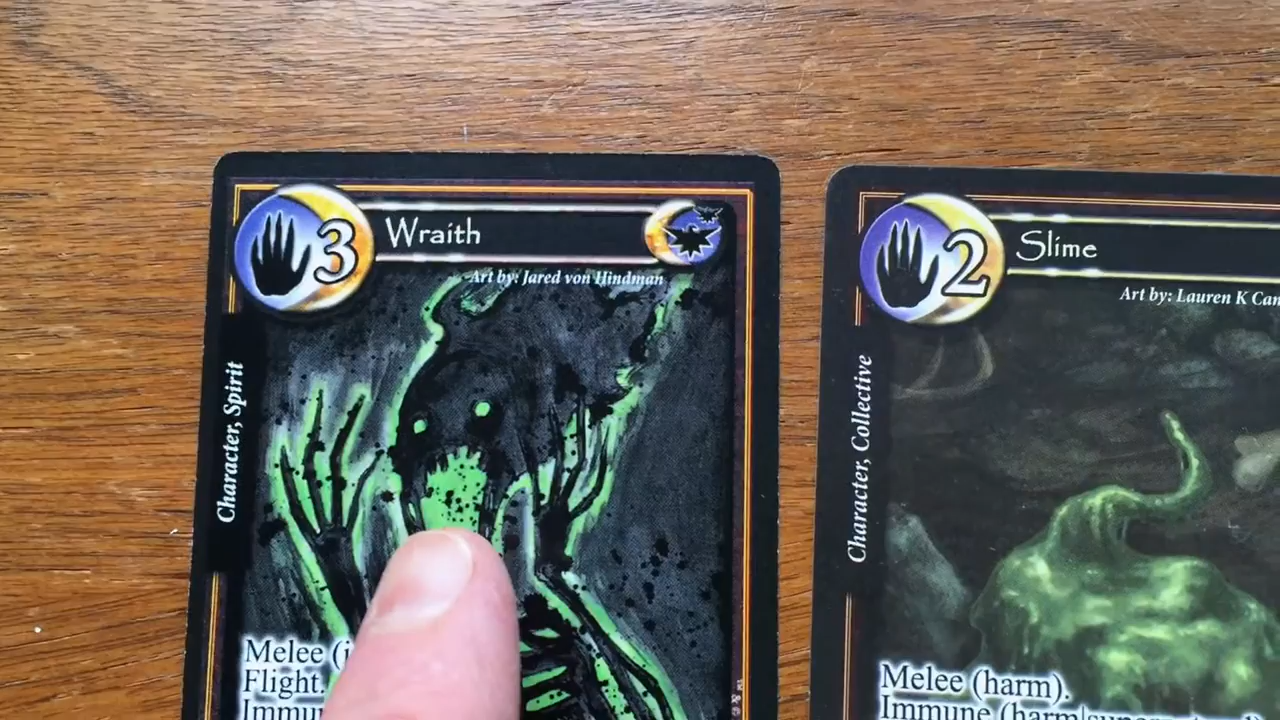 3 Wraith
Art by: Jared von Hindman
Character, Spirit
Melee (i
Flight.
Immun
2 Slime
Art by: Lauren K Can
Character, Collective
Melee (harm).